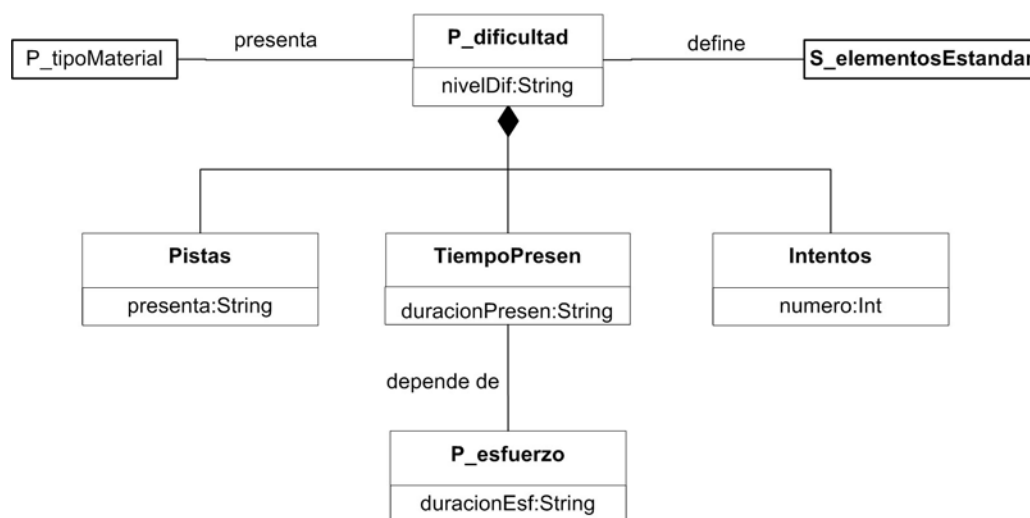 P_tipoMaterial
presenta
P_dificultad
nivelDif:String
define
S_elementosEstandar
Pistas
presenta:String
TiempoPresen
duracionPresen:String
Intentos
numero:Int
depende de
P_esfuerzo
duracionEsf:String